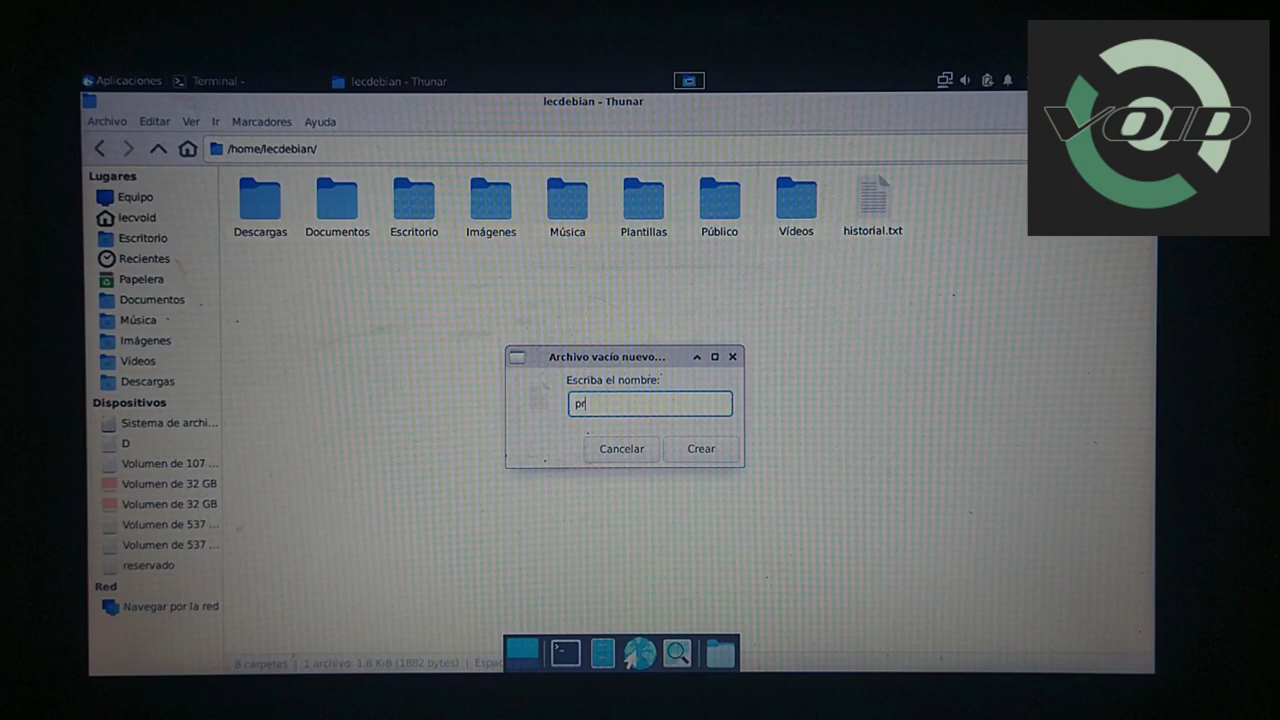 Aplicaciones
Terminal -
lecdebian - Thunar
lecdebian - Thunar
VOID
Archivo Editar Ver Ir Marcadores Ayuda
/home/lecdebian/
Lugares
Equipo
lecvoid
Escritorio
Recientes
Papelera
Documentos
Música
Imágenes
Vídeos
Descargas
Dispositivos
Sistema de archi...
D
Volumen de 107 ...
Volumen de 32 GB
Volumen de 32 GB
Volumen de 537 ...
Volumen de 537 ...
reservado
Red
Navegar por la red
Descargas Documentos Escritorio Imágenes Música Plantillas Público Vídeos historial.txt
Archivo vacío nuevo...
Escriba el nombre:
pr
Cancelar Crear
8 carpetas | 1 archivo: 1.8 KiB (1882 bytes) | Espac